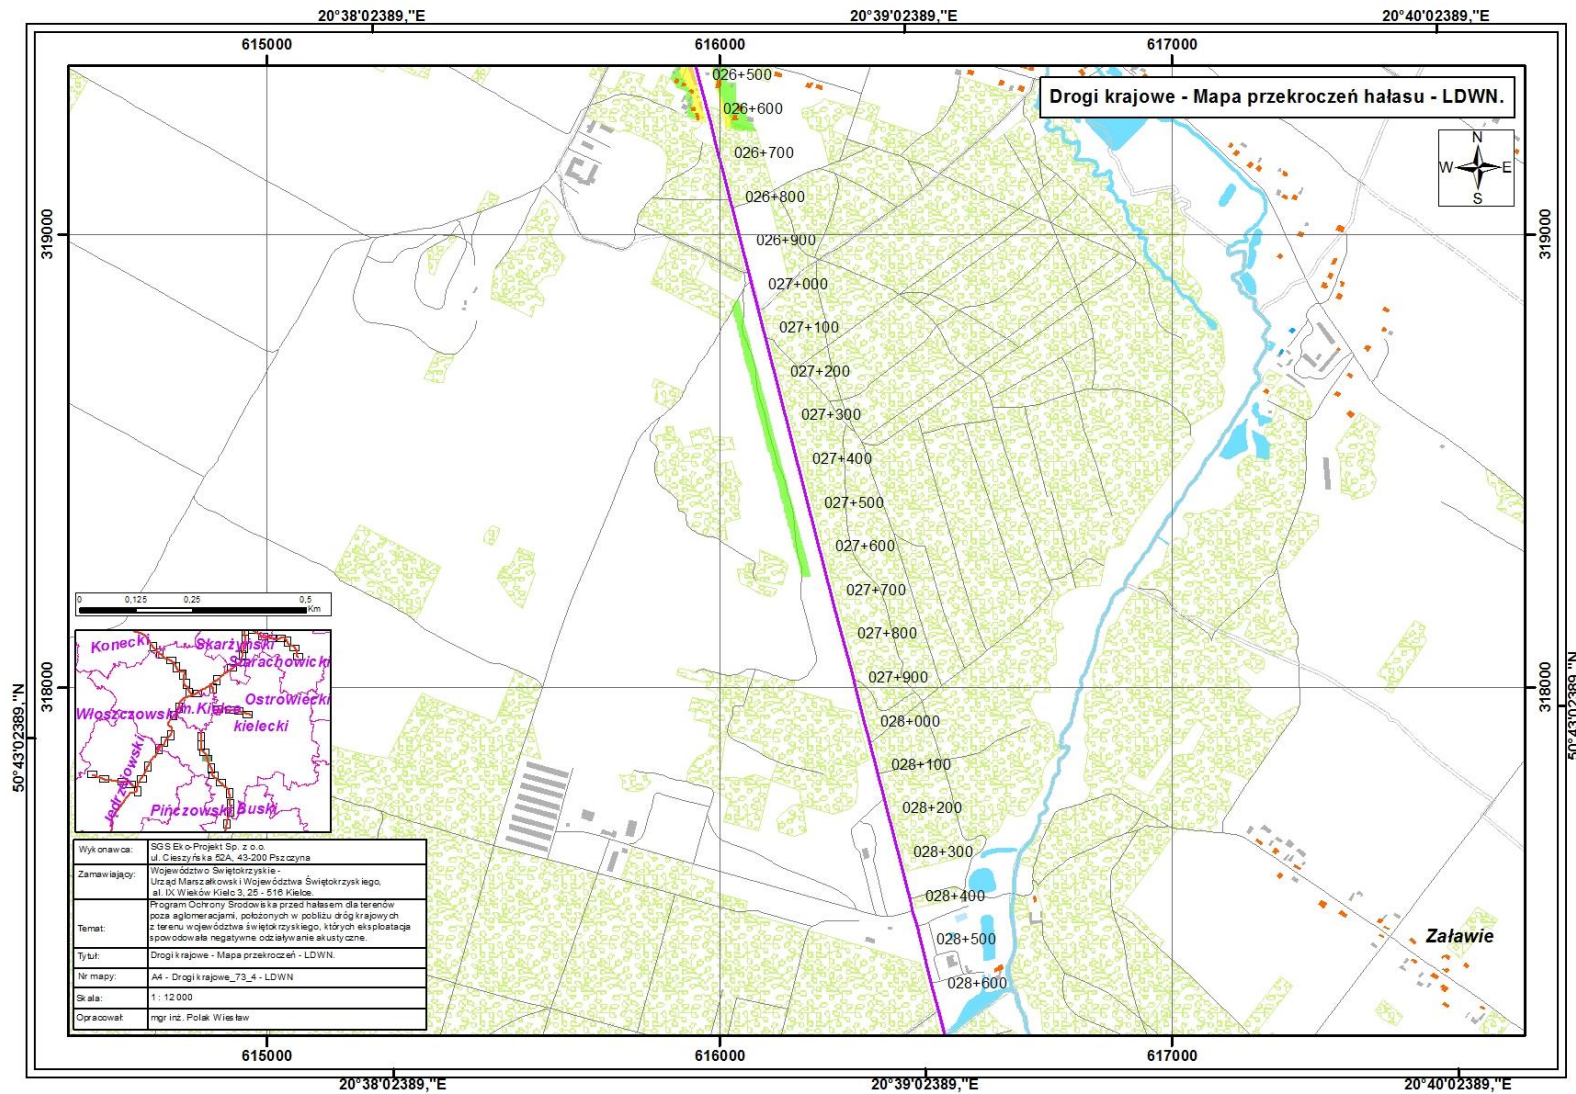 20°38'02389,"E 20°39'02389,"E 20°40'02389,"E
615000 616000 617000
Drogi krajowe - Mapa przekroczeń hałasu - LDWN.
N
W E
S
026+500
026+600
026+700
026+800
026+900
027+000
027+100
027+200
027+300
027+400
027+500
027+600
027+700
027+800
027+900
028+000
028+100
028+200
028+300
028+400
028+500
028+600
319000
319000
318000
318000
50°43'02389,"N
50°43'02389,"N
Załawie
0 0,125 0,25 0,5
Km
Konecki
Skarżyński
Starachowicki
Ostrowiecki
Włoszczowski
m.Kielce
kielecki
Jędrzejowski
Pińczowski
Buski
Wykonawca: SGS Eko-Projekt Sp. z o.o.
ul. Cieszyńska 52A, 43-200 Pszczyna
Zamawiający: Województwo Świętokrzyskie -
Urząd Marszałkowski Województwa Świętokrzyskiego,
al. IX Wieków Kielc 3, 25 - 516 Kielce.
Temat: Program Ochrony Środowiska przed hałasem dla terenów
poza aglomeracjami, położonych w pobliżu dróg krajowych
z terenu województwa świętokrzyskiego, których eksploatacja
spowodowała negatywne oddziaływanie akustyczne.
Tytuł: Drogi krajowe - Mapa przekroczeń - LDWN.
Nr mapy: A4 - Drogi krajowe_73_4 - LDWN
Skala: 1 : 12 000
Opracował: mgr inż. Polak Wiesław
615000 616000 617000
20°38'02389,"E 20°39'02389,"E 20°40'02389,"E